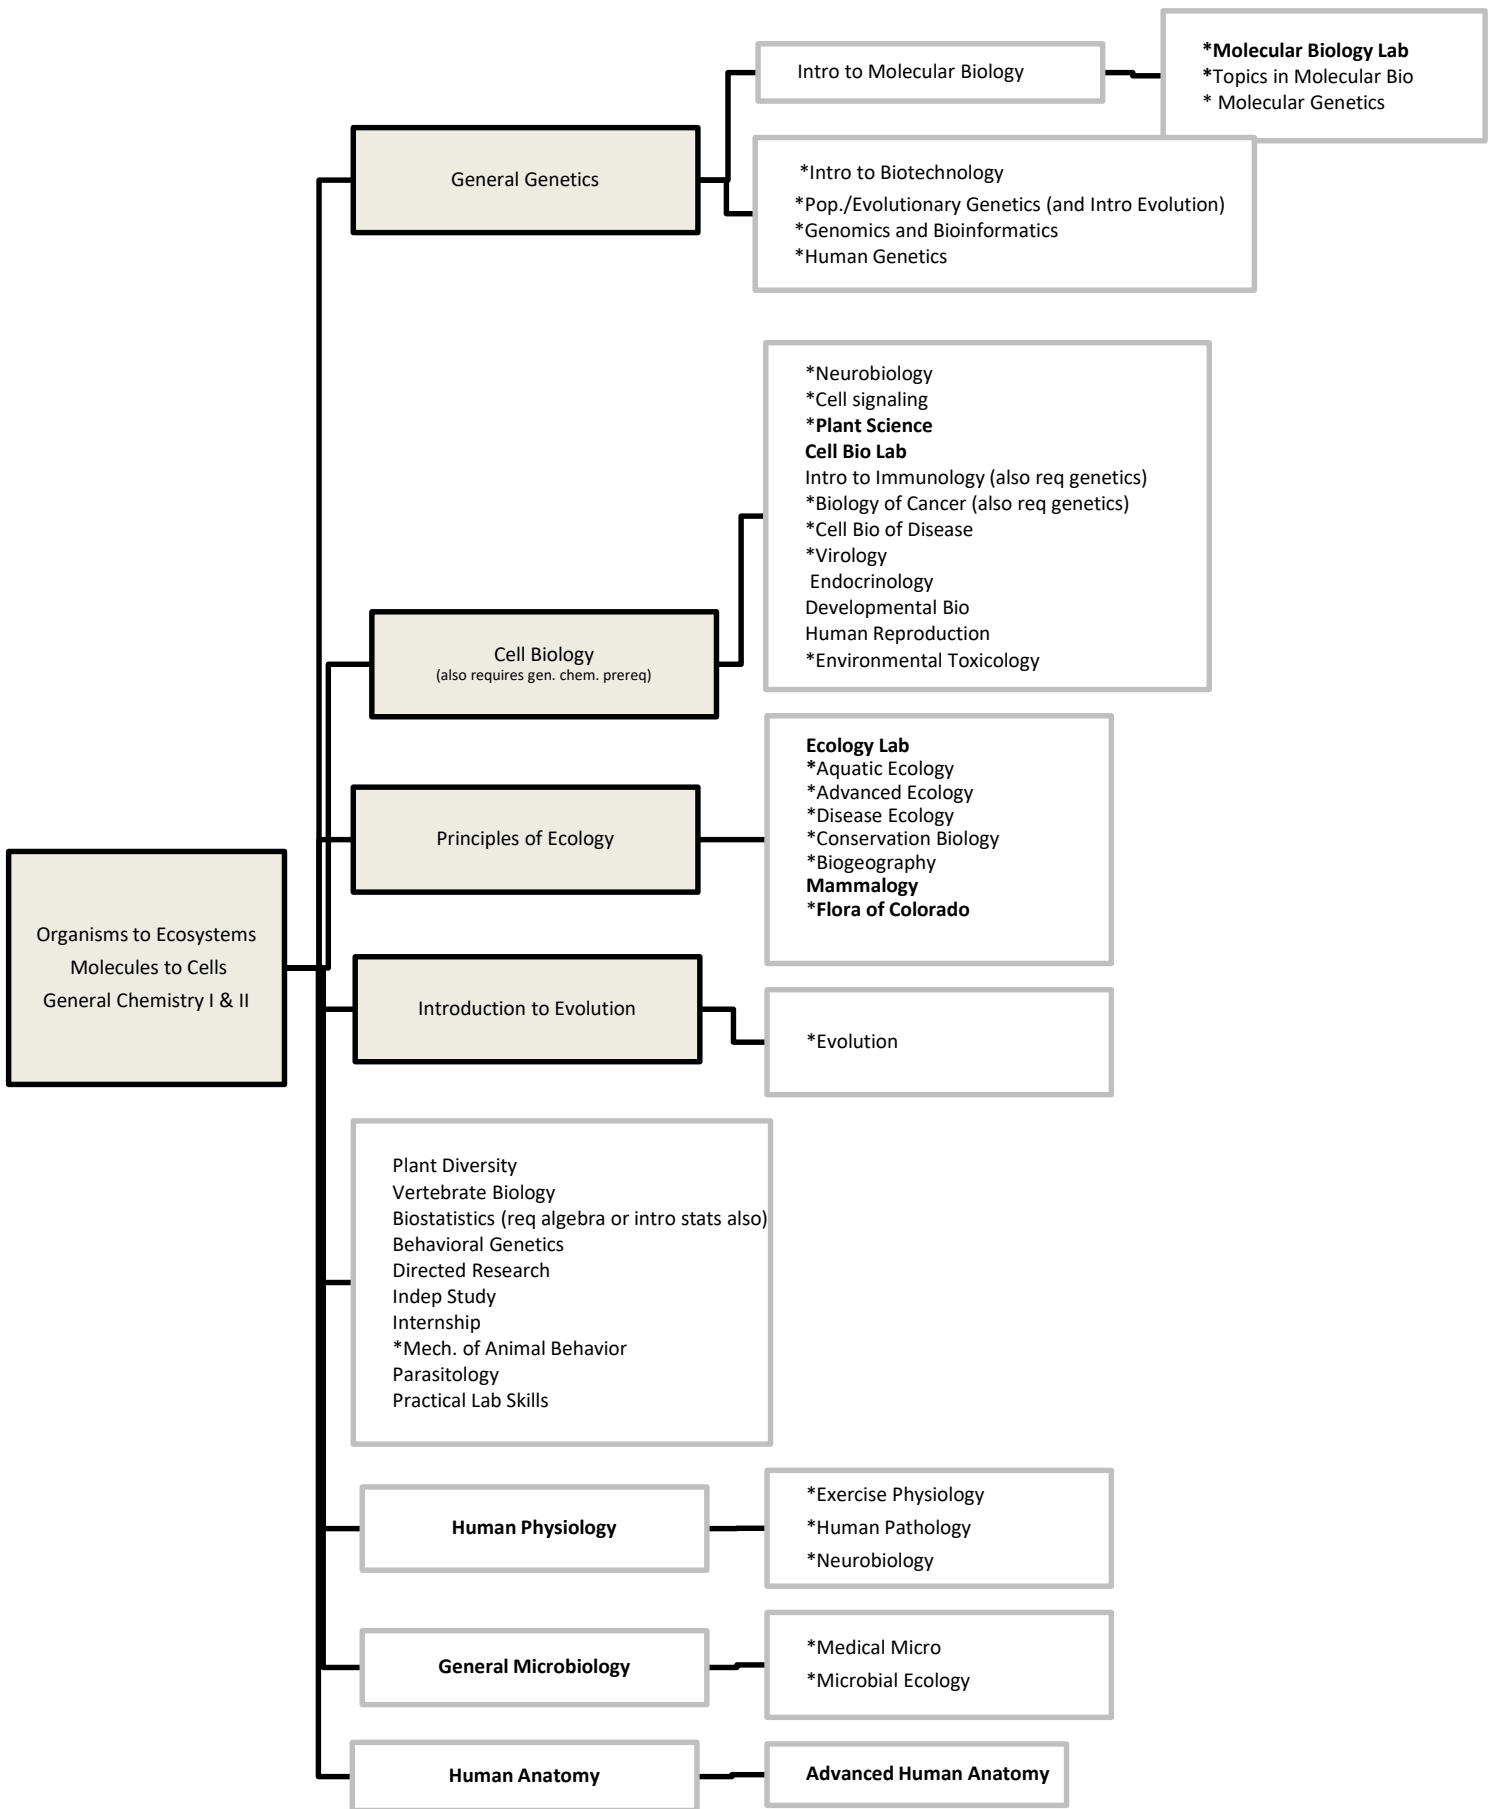 Intro to Molecular Biology
*Molecular Biology Lab
*Topics in Molecular Bio
* Molecular Genetics
General Genetics
*Intro to Biotechnology
*Pop./Evolutionary Genetics (and Intro Evolution)
*Genomics and Bioinformatics
*Human Genetics
*Neurobiology
*Cell signaling
*Plant Science
Cell Bio Lab
Intro to Immunology (also req genetics)
*Biology of Cancer (also req genetics)
*Cell Bio of Disease
*Virology
Endocrinology
Developmental Bio
Human Reproduction
*Environmental Toxicology
Cell Biology
(also requires gen. chem. prereq)
Ecology Lab
*Aquatic Ecology
*Advanced Ecology
*Disease Ecology
*Conservation Biology
*Biogeography
Mammalogy
*Flora of Colorado
Principles of Ecology
Organisms to Ecosystems
Molecules to Cells
General Chemistry I & II
Introduction to Evolution
*Evolution
Plant Diversity
Vertebrate Biology
Biostatistics (req algebra or intro stats also)
Behavioral Genetics
Directed Research
Indep Study
Internship
*Mech. of Animal Behavior
Parasitology
Practical Lab Skills
Human Physiology
*Exercise Physiology
*Human Pathology
*Neurobiology
General Microbiology
*Medical Micro
*Microbial Ecology
Human Anatomy
Advanced Human Anatomy